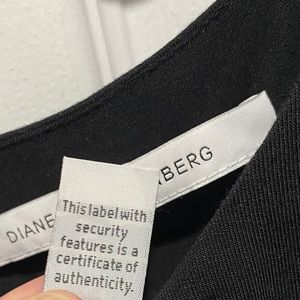 DIANE
BERG
This label with
security
features is a
certificate of
authenticity.